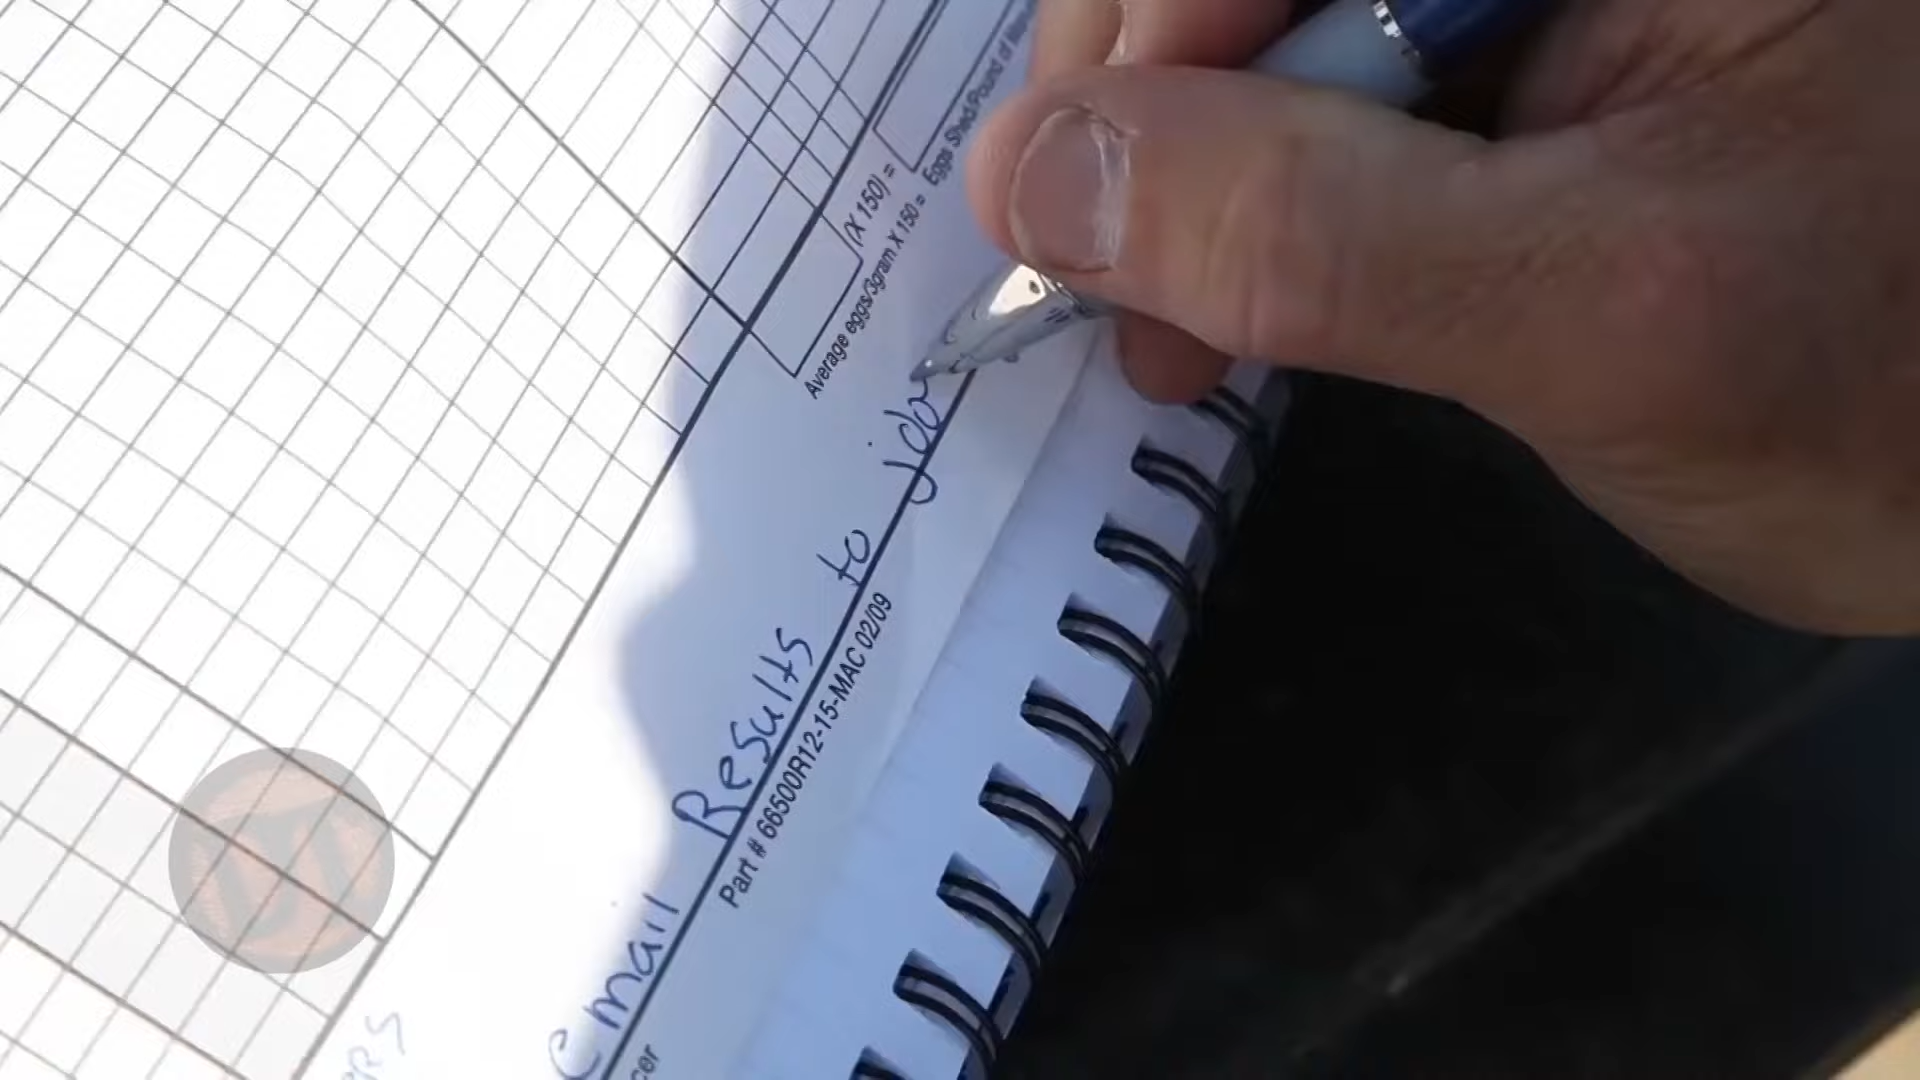 (X 150) =
Average eggs/3gram X 150 = Eggs Shed/Pound of
Email Results to jdo
Part # 66500R12-15-MAC 02/09